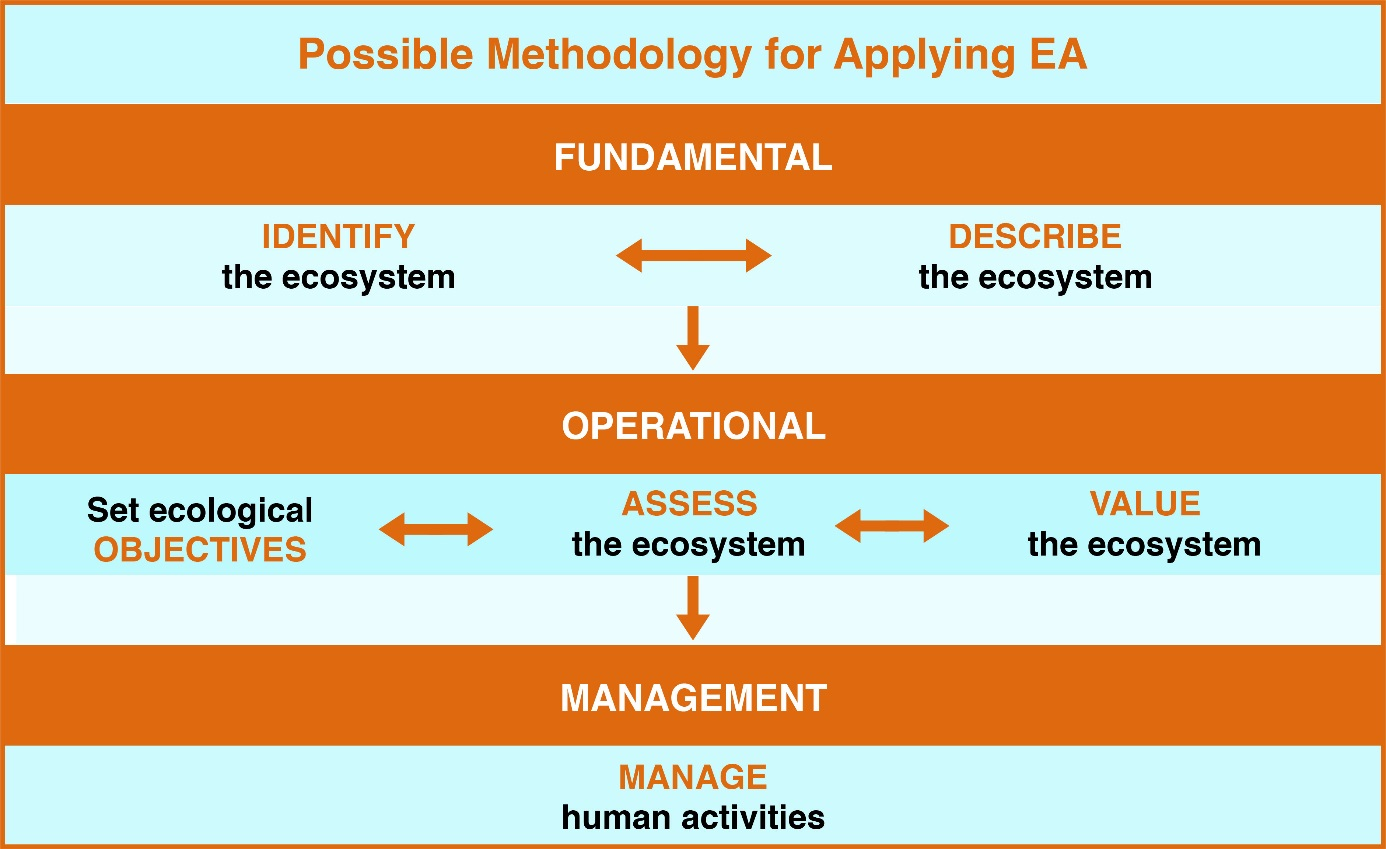 Possible Methodology for Applying EA
FUNDAMENTAL
IDENTIFY
the ecosystem
DESCRIBE
the ecosystem
OPERATIONAL
Set ecological
OBJECTIVES
ASSESS
the ecosystem
VALUE
the ecosystem
MANAGEMENT
MANAGE
human activities